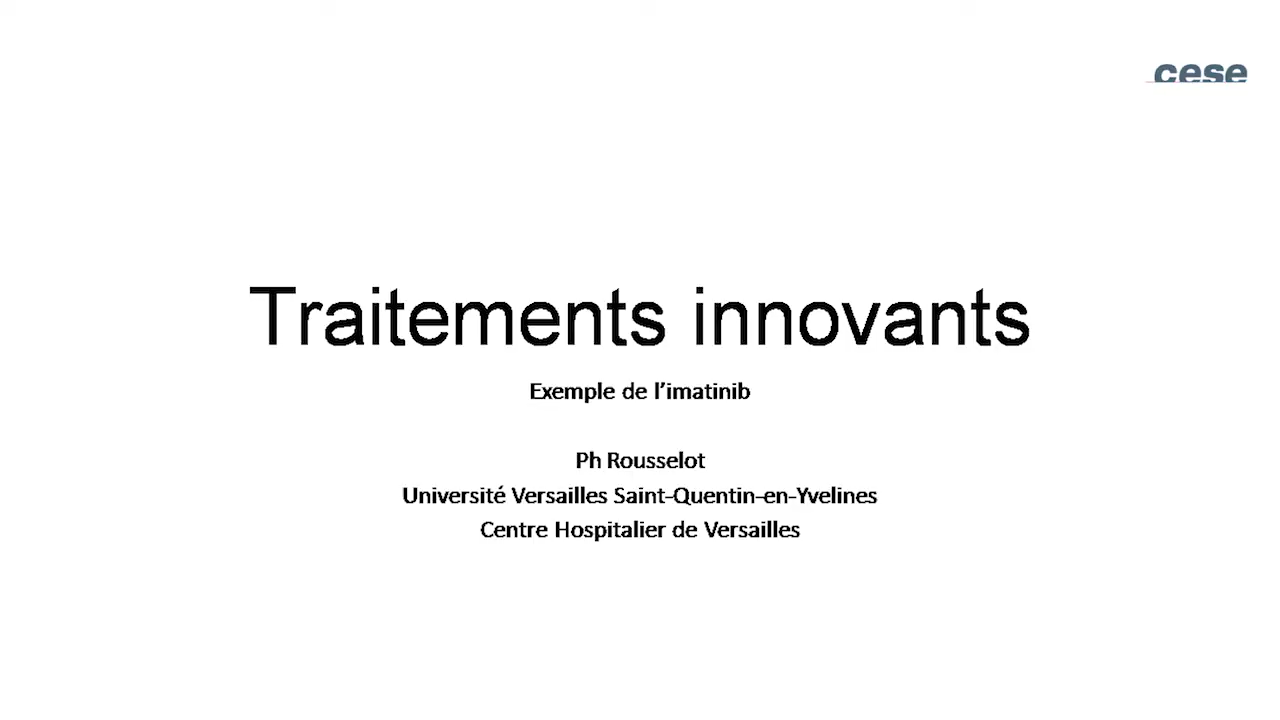 cese
Traitements innovants
Exemple de l’imatinib
Ph Rousselot
Université Versailles Saint-Quentin-en-Yvelines
Centre Hospitalier de Versailles